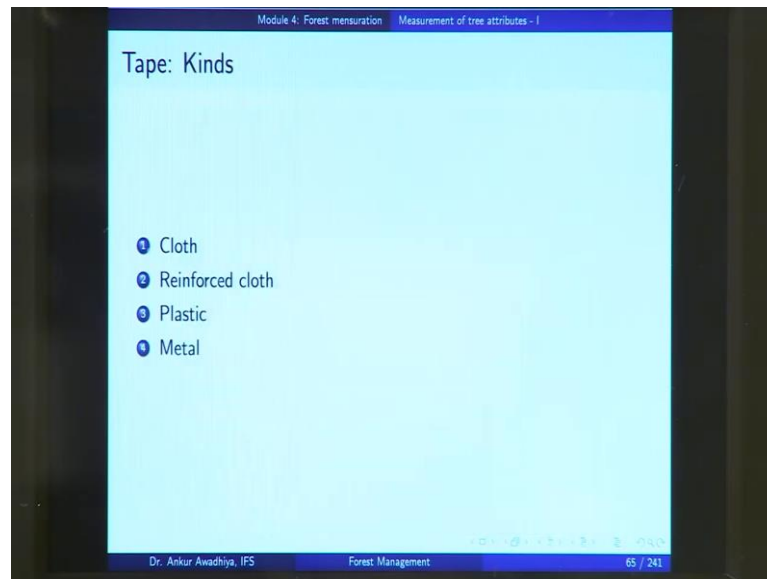 Module 4: Forest mensuration Measurement of tree attributes - I
Tape: Kinds
1 Cloth
2 Reinforced cloth
3 Plastic
4 Metal
Dr. Ankur Awadhiya, IFS Forest Management 65 / 241